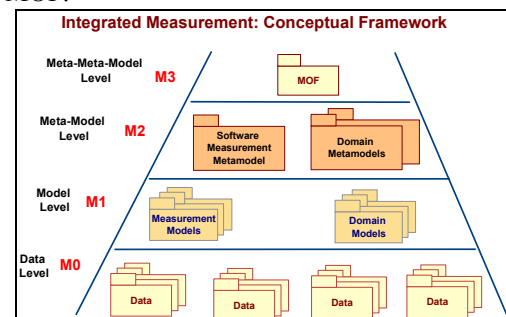 Integrated Measurement: Conceptual Framework
Meta-Meta-Model
Level
M3
MOF
Meta-Model
Level
M2
Software
Measurement
Metamodel
Domain
Metamodels
Model
Level
M1
Measurement
Models
Domain
Models
Data
Level
M0
Data
Data
Data
Data